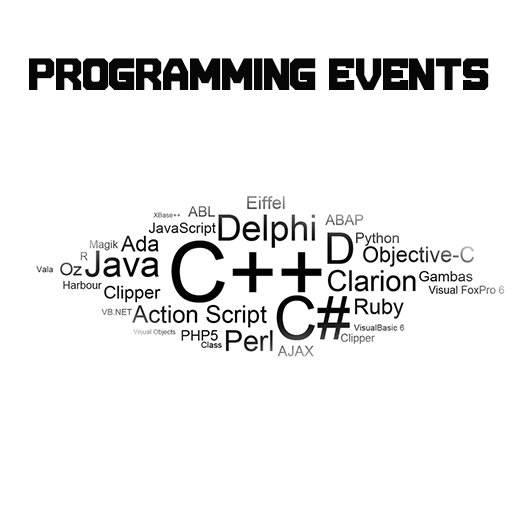 PROGRAMMING EVENTS
Eiffel
XBase++ ABL ABAP
JavaScript Delphi Python
Magik Ada D Objective-C
R
Vala Oz Java C++ Clarion Gambas
Harbour Clipper Visual FoxPro 6
VB.NET Action Script C# Ruby
Visual Objects PHP5 Perl VisualBasic 6
Class AJAX Clipper